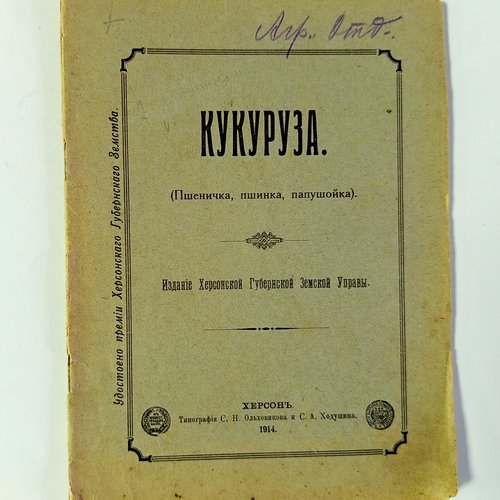 Агр. Отд.
КУКУРУЗА.
(Пшеничка, пшинка, папушойка).
Изданіе Херсонской Губернской Земской Управы.
ХЕРСОНЪ.
Типографія С. Н. Ольховикова и С. А. Ходушина.
1914.
Удостоено преміи Херсонскаго Губернскаго Земства.